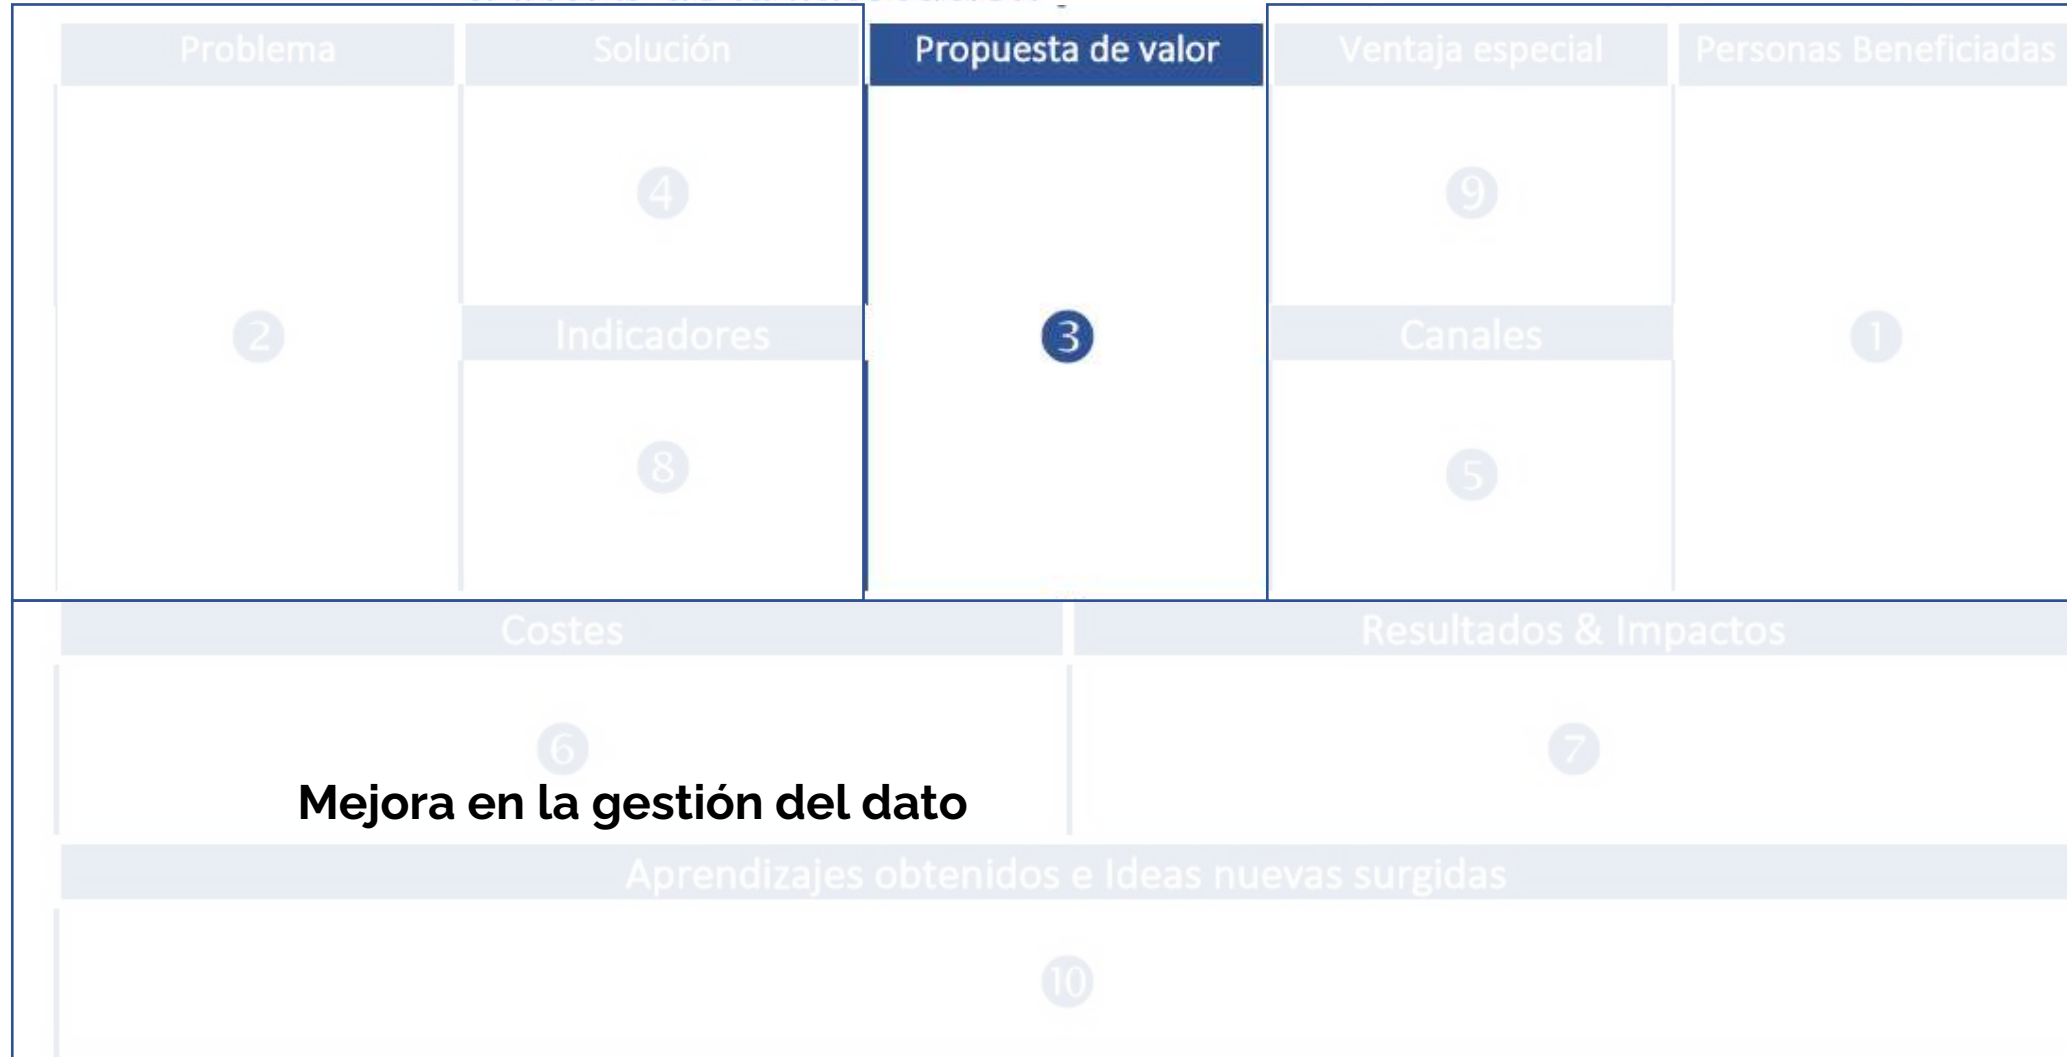 Problema
Solución
Propuesta de valor
Ventaja especial
Personas Beneficiadas
4
9
2
Indicadores
3
Canales
1
8
5
Costes
Resultados & Impactos
6
7
Mejora en la gestión del dato
Aprendizajes obtenidos e Ideas nuevas surgidas
10